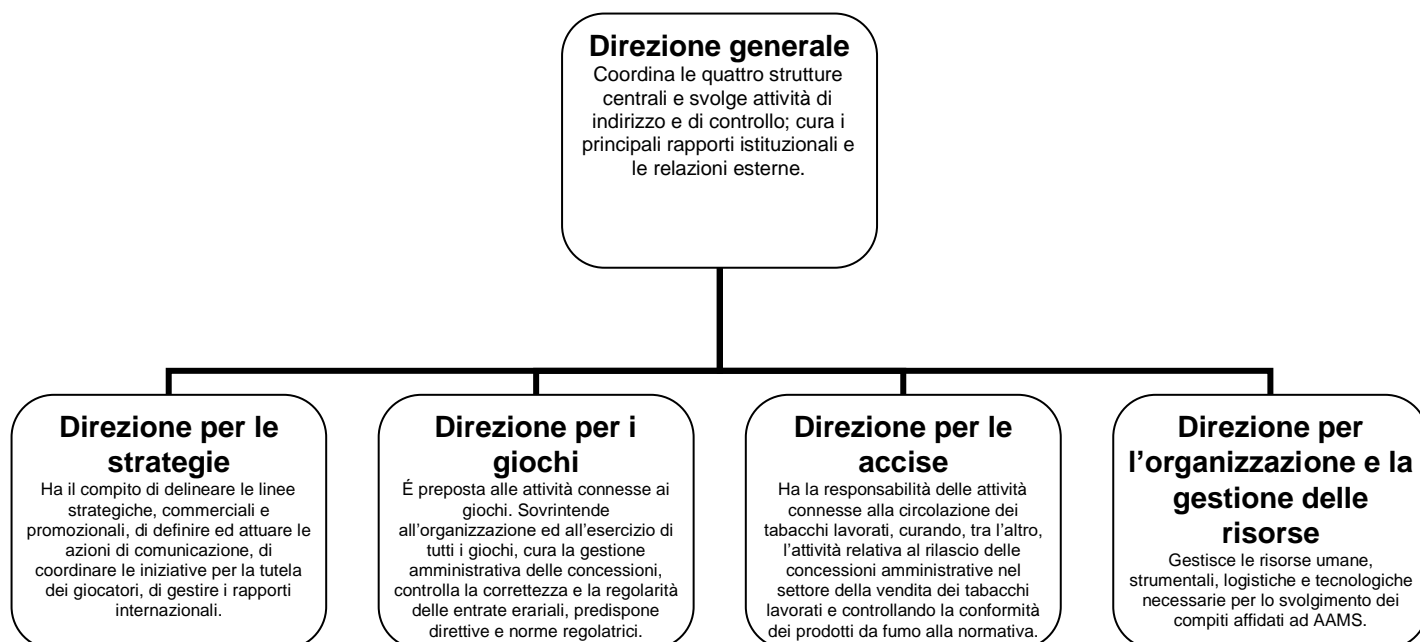 Direzione generale
Coordina le quattro strutture
centrali e svolge attività di
indirizzo e di controllo; cura i
principali rapporti istituzionali e
le relazioni esterne.
Direzione per le
strategie
Ha il compito di delineare le linee
strategiche, commerciali e
promozionali, di definire ed attuare le
azioni di comunicazione, di
coordinare le iniziative per la tutela
dei giocatori, di gestire i rapporti
internazionali.
Direzione per i
giochi
É preposta alle attività connesse ai
giochi. Sovrintende
all’organizzazione ed all’esercizio di
tutti i giochi, cura la gestione
amministrativa delle concessioni,
controlla la correttezza e la regolarità
delle entrate erariali, predispone
direttive e norme regolatrici.
Direzione per le
accise
Ha la responsabilità delle attività
connesse alla circolazione dei
tabacchi lavorati, curando, tra l’altro,
l’attività relativa al rilascio delle
concessioni amministrative nel
settore della vendita dei tabacchi
lavorati e controllando la conformità
dei prodotti da fumo alla normativa.
Direzione per
l’organizzazione e la
gestione delle
risorse
Gestisce le risorse umane,
strumentali, logistiche e tecnologiche
necessarie per lo svolgimento dei
compiti affidati ad AAMS.